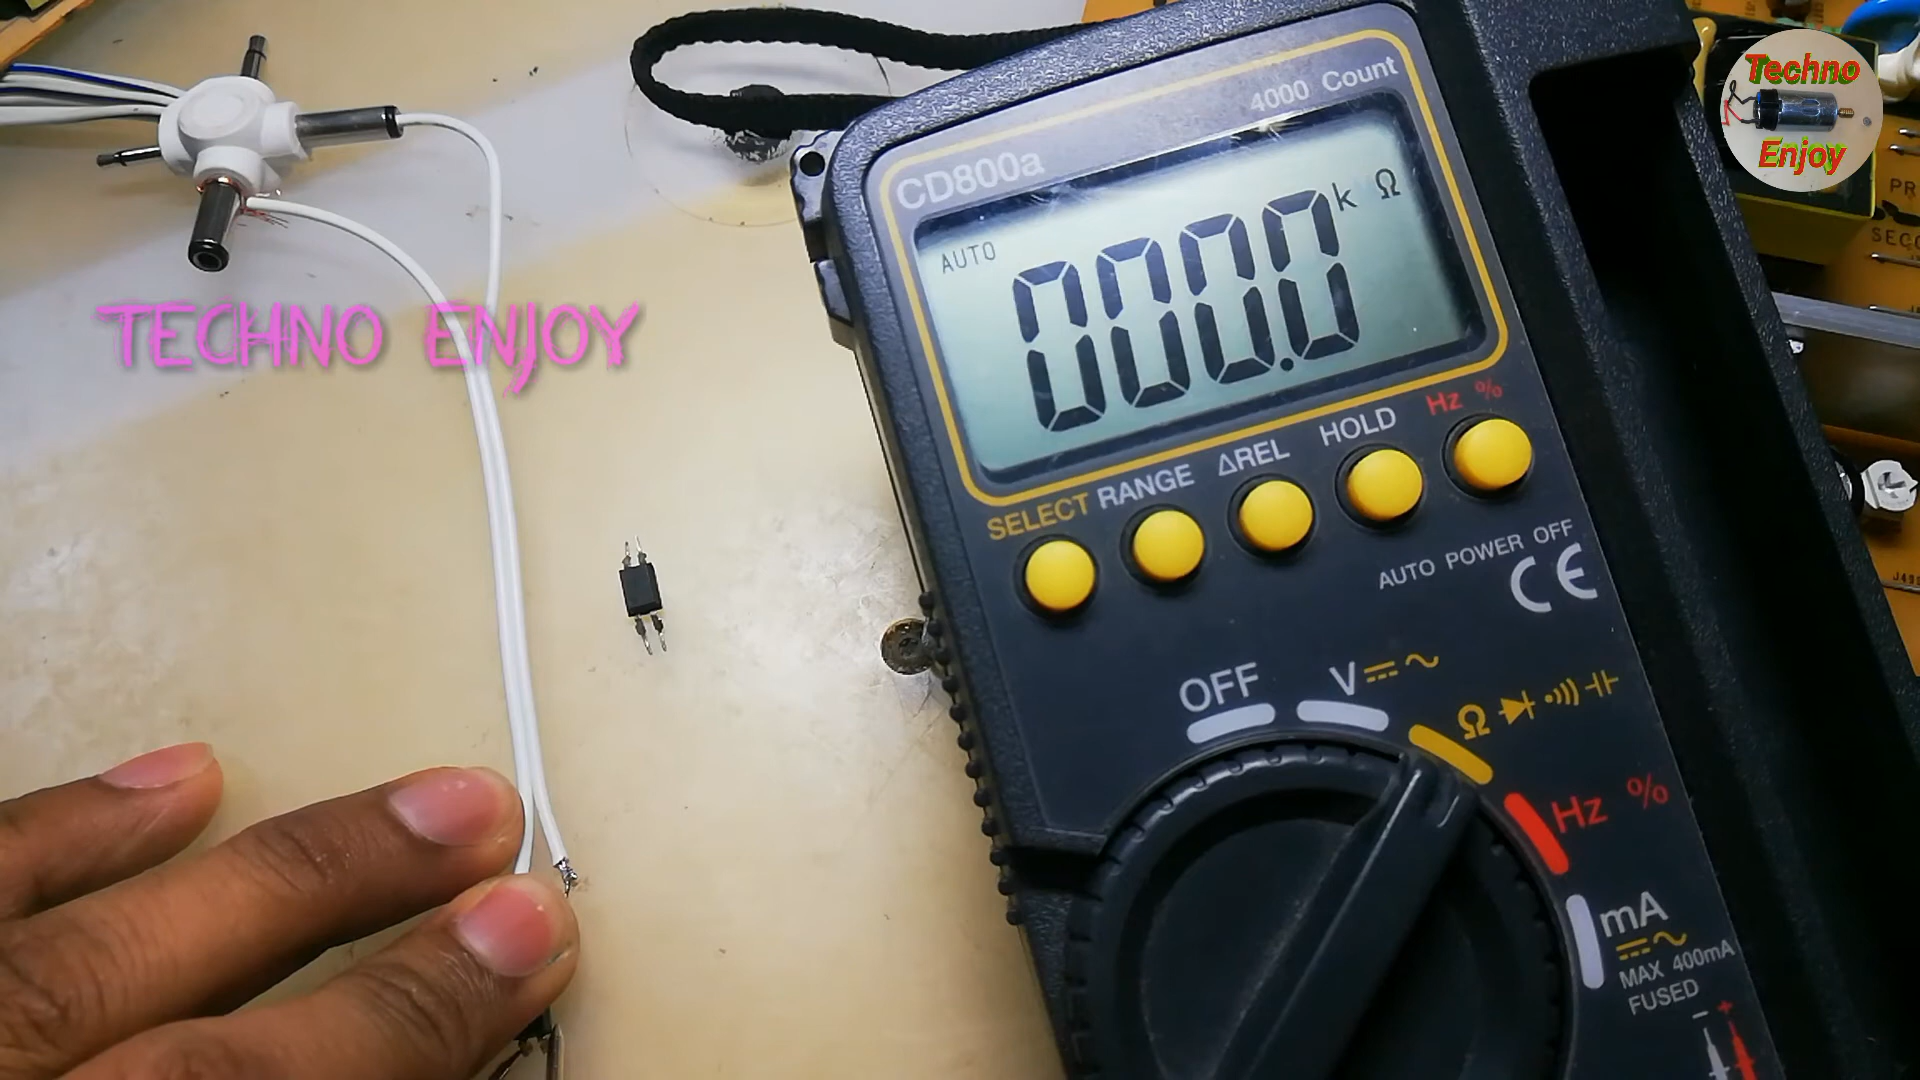 Techno
Enjoy
TECHNO ENJOY
4000 Count
CD800a
AUTO
k Ω
000.0
SELECT RANGE ΔREL HOLD Hz %
AUTO POWER OFF
CE
OFF V Ω
Hz %
mA
MAX 400mA
FUSED
- +